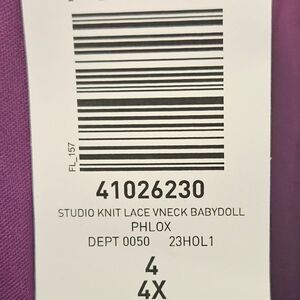 FL_157
41026230
STUDIO KNIT LACE VNECK BABYDOLL
PHLOX
DEPT 0050 23HOL1
4
4X